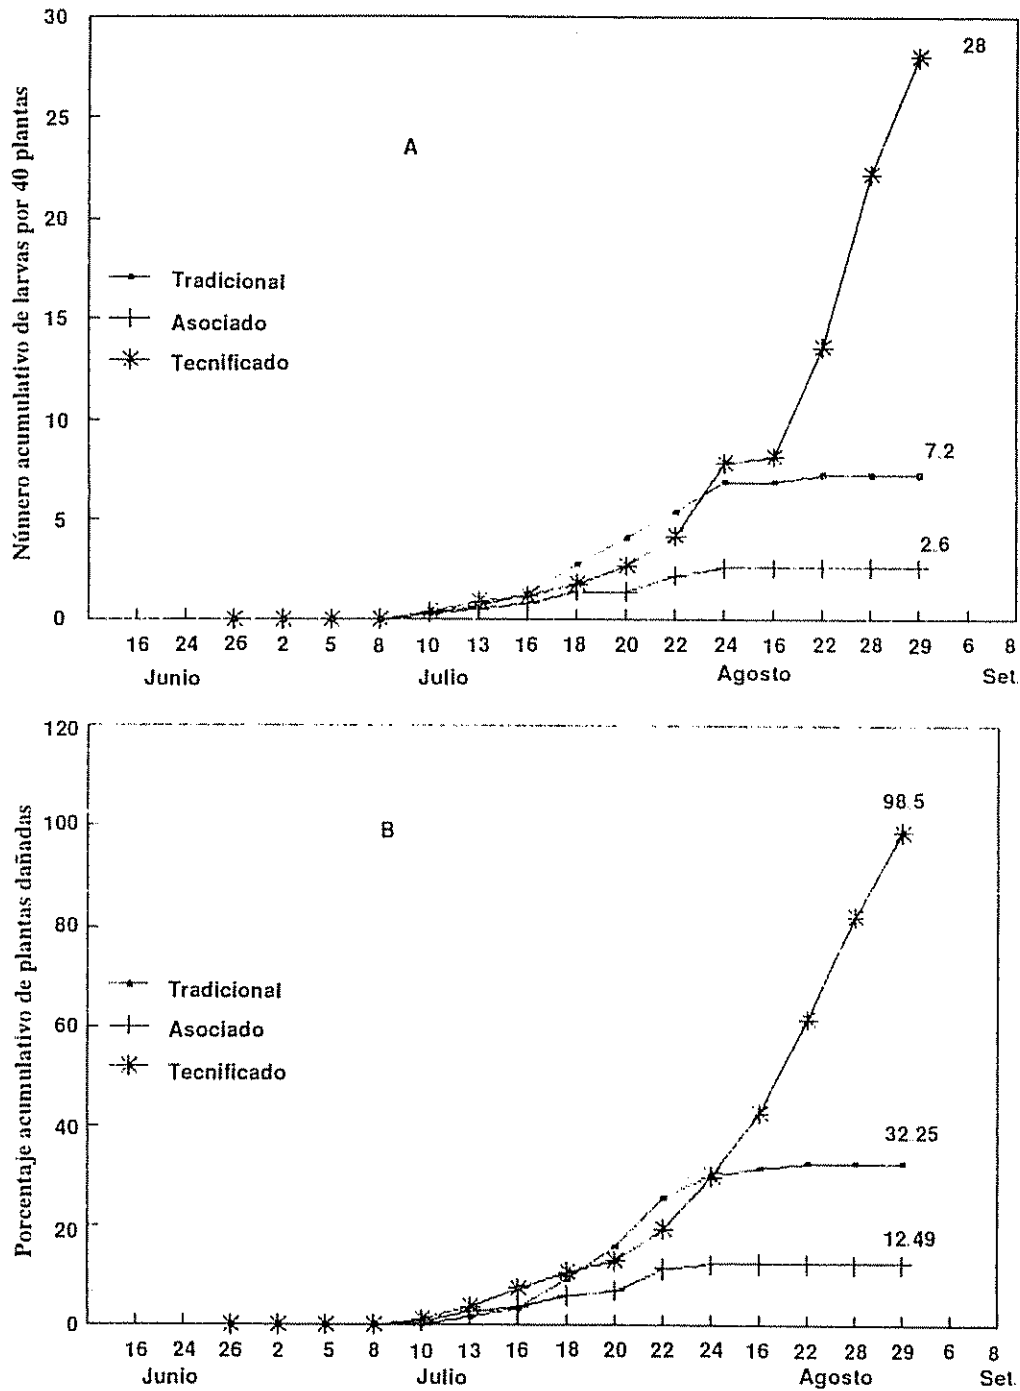 30
28
25
A
20
Número acumulativo de larvas por 40 plantas
Tradicional
15
Asociado
Tecnificado
10
7.2
5
2.6
0
16 24 26 2 5 8 10 13 16 18 20 22 24 16 22 28 29 6 8
Junio Julio Agosto Set.
120
98.5
100
B
80
Porcentaje acumulativo de plantas dañadas
Tradicional
60
Asociado
Tecnificado
40
32.25
20
12.49
0
16 24 26 2 5 8 10 13 16 18 20 22 24 16 22 28 29 6 8
Junio Julio Agosto Set.